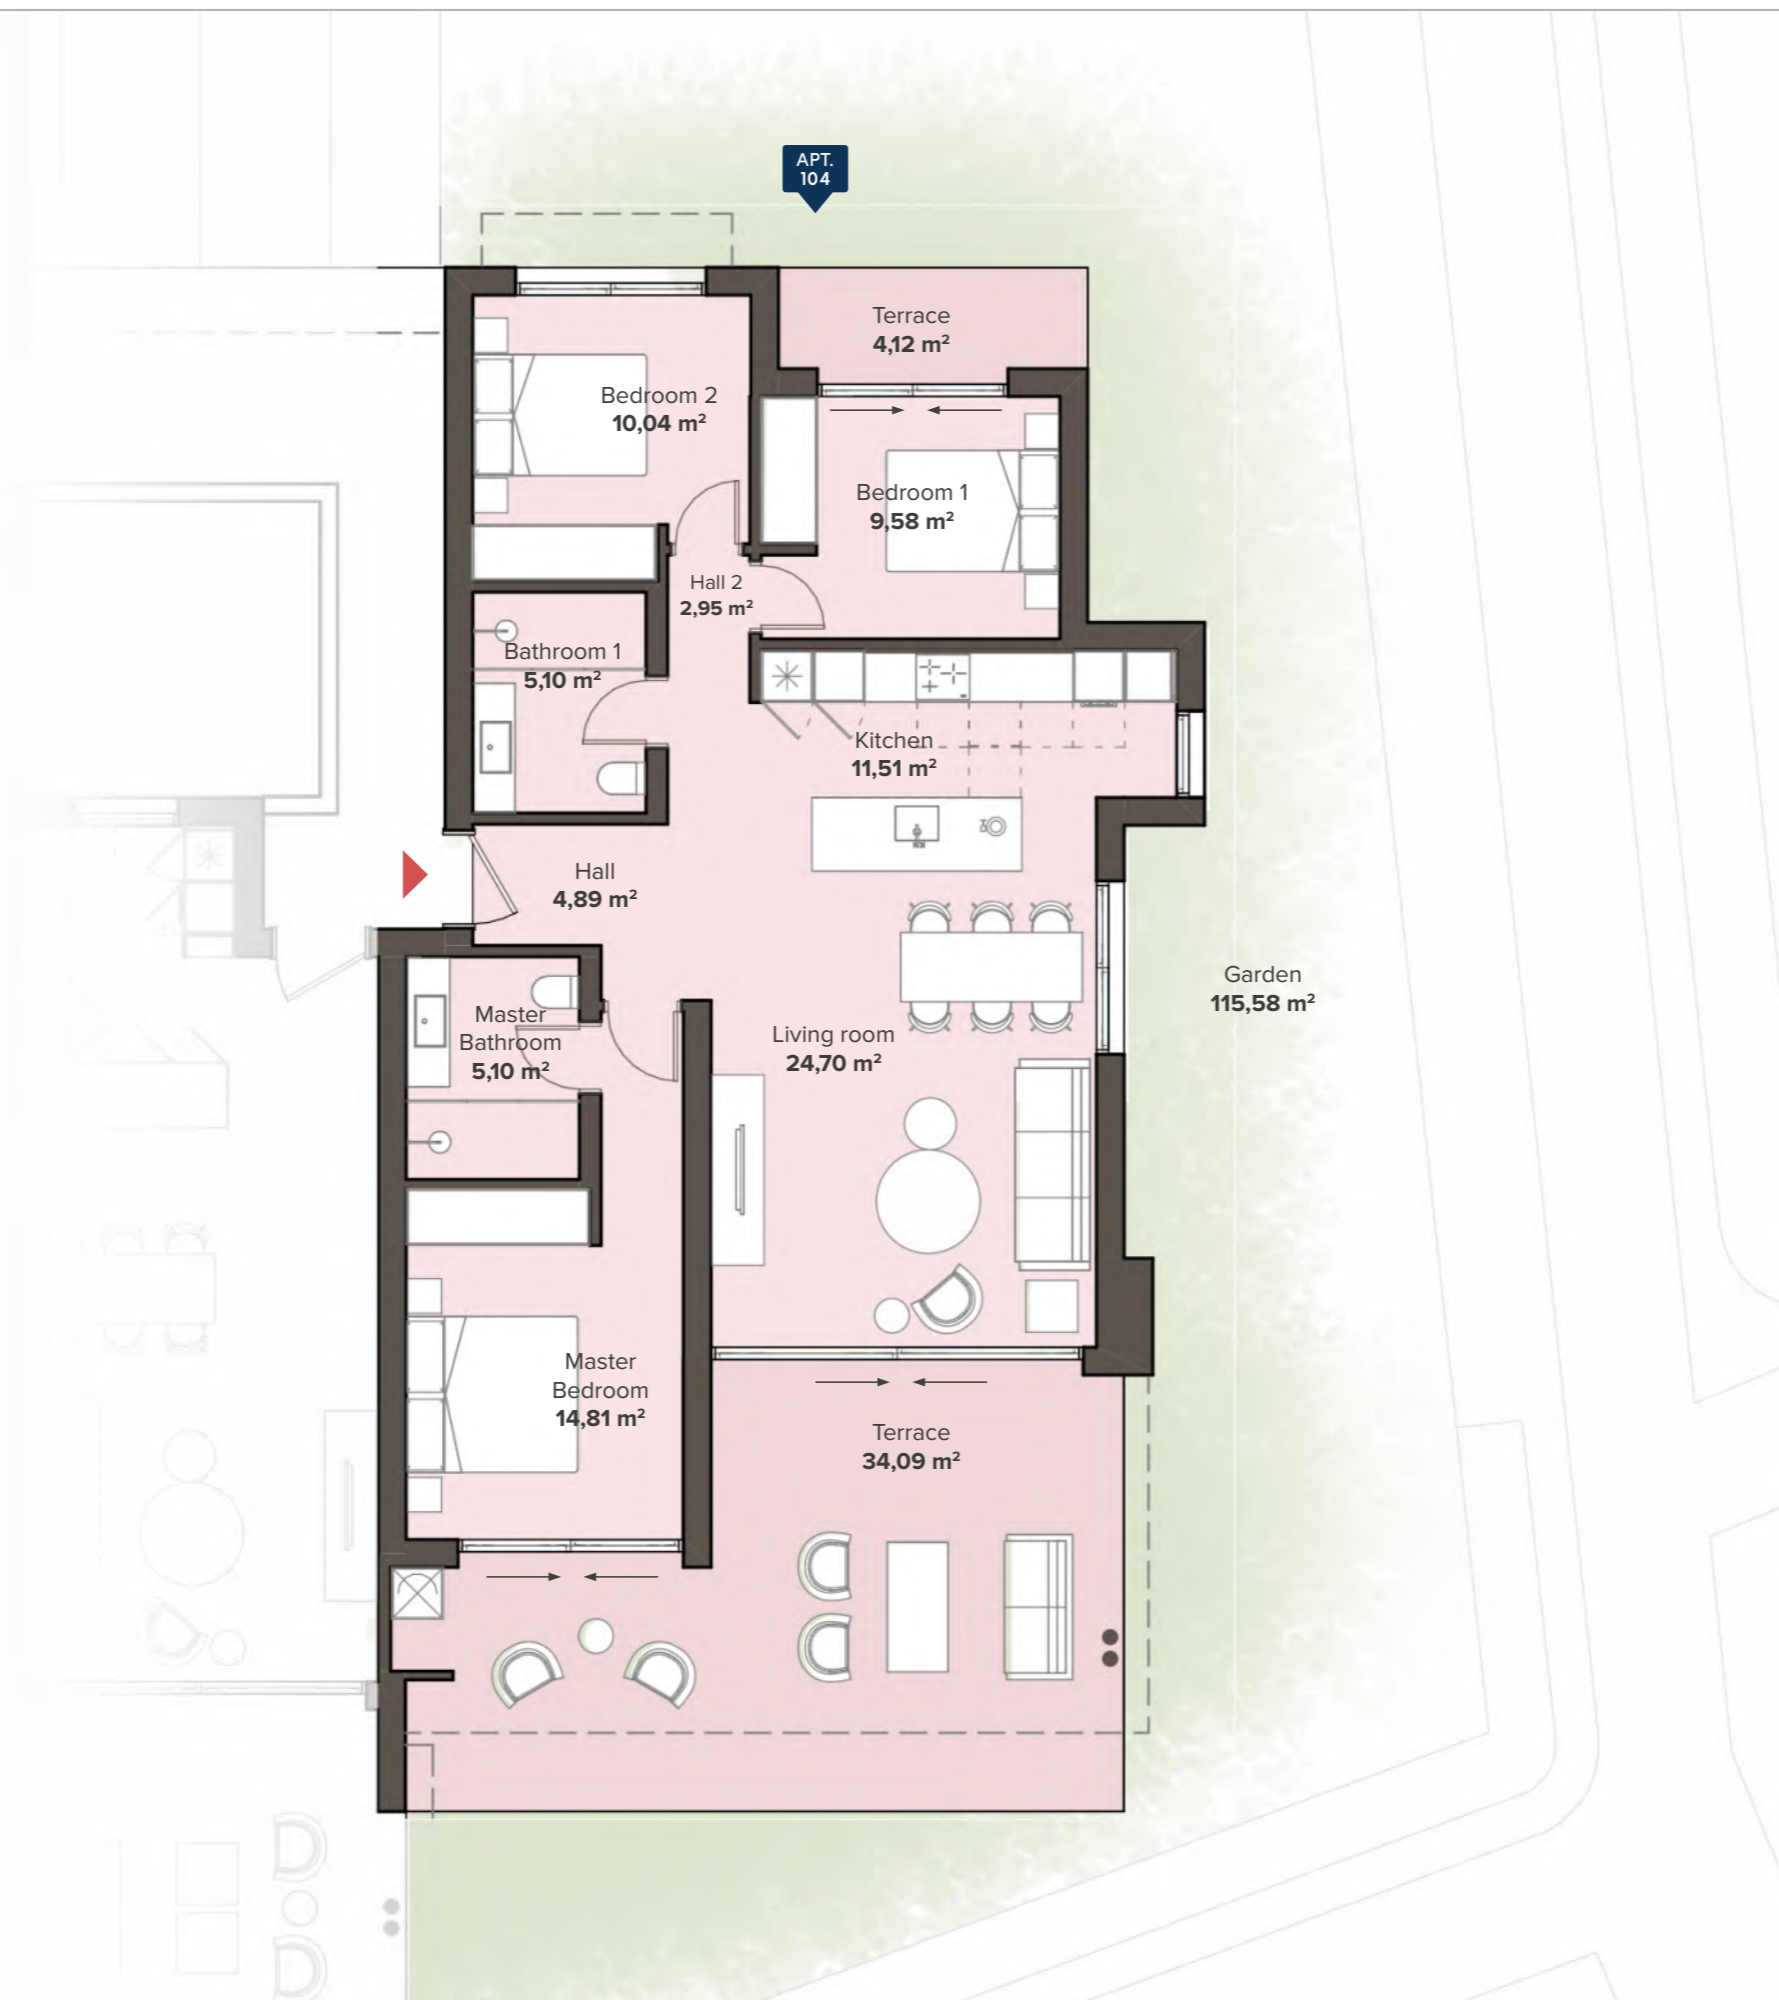 APT.
104
Terrace
4,12 m²
Bedroom 2
10,04 m²
Bedroom 1
9,58 m²
Hall 2
2,95 m²
Bathroom 1
5,10 m²
Kitchen
11,51 m²
Hall
4,89 m²
Garden
115,58 m²
Master
Bathroom
5,10 m²
Living room
24,70 m²
Master
Bedroom
14,81 m²
Terrace
34,09 m²